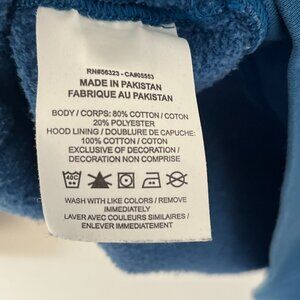 RN#56323 - CA#05553
MADE IN PAKISTAN
FABRIQUE AU PAKISTAN
BODY / CORPS: 80% COTTON / COTON
20% POLYESTER
HOOD LINING / DOUBLURE DE CAPUCHE:
100% COTTON / COTON
EXCLUSIVE OF DECORATION /
DECORATION NON COMPRISE
40C
WASH WITH LIKE COLORS / REMOVE
IMMEDIATELY
LAVER AVEC COULEURS SIMILAIRES /
ENLEVER IMMEDIATEMENT